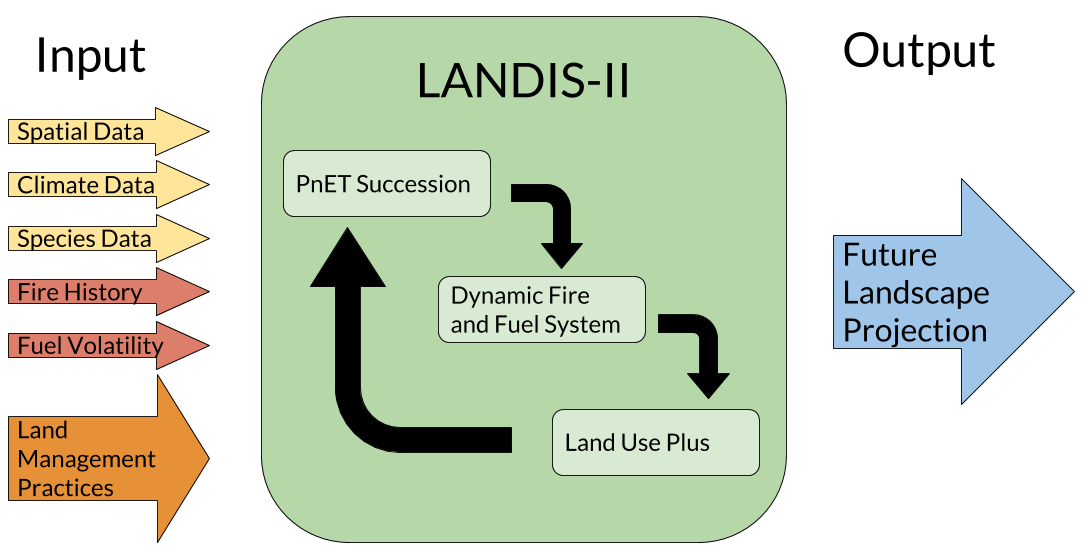 Input
Spatial Data
Climate Data
Species Data
Fire History
Fuel Volatility
Land
Management
Practices
LANDIS-II
PnET Succession
Dynamic Fire
and Fuel System
Land Use Plus
Output
Future
Landscape
Projection